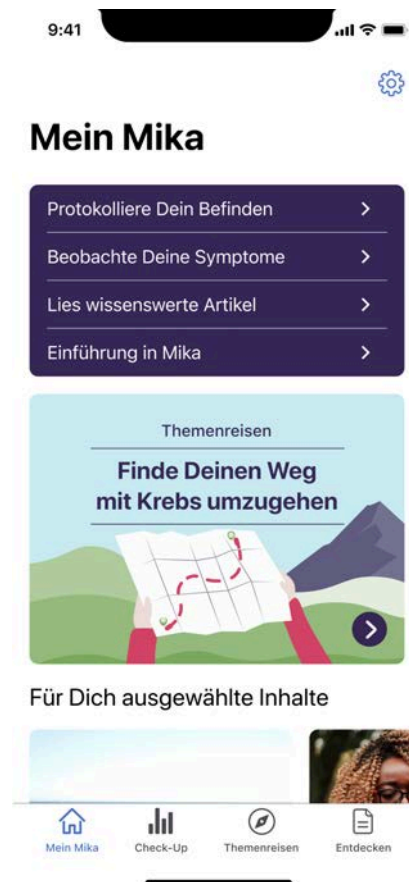 9:41
Mein Mika
Protokolliere Dein Befinden
Beobachte Deine Symptome
Lies wissenswerte Artikel
Einführung in Mika
Themenreisen
Finde Deinen Weg
mit Krebs umzugehen
Für Dich ausgewählte Inhalte
Mein Mika
Check-Up
Themenreisen
Entdecken